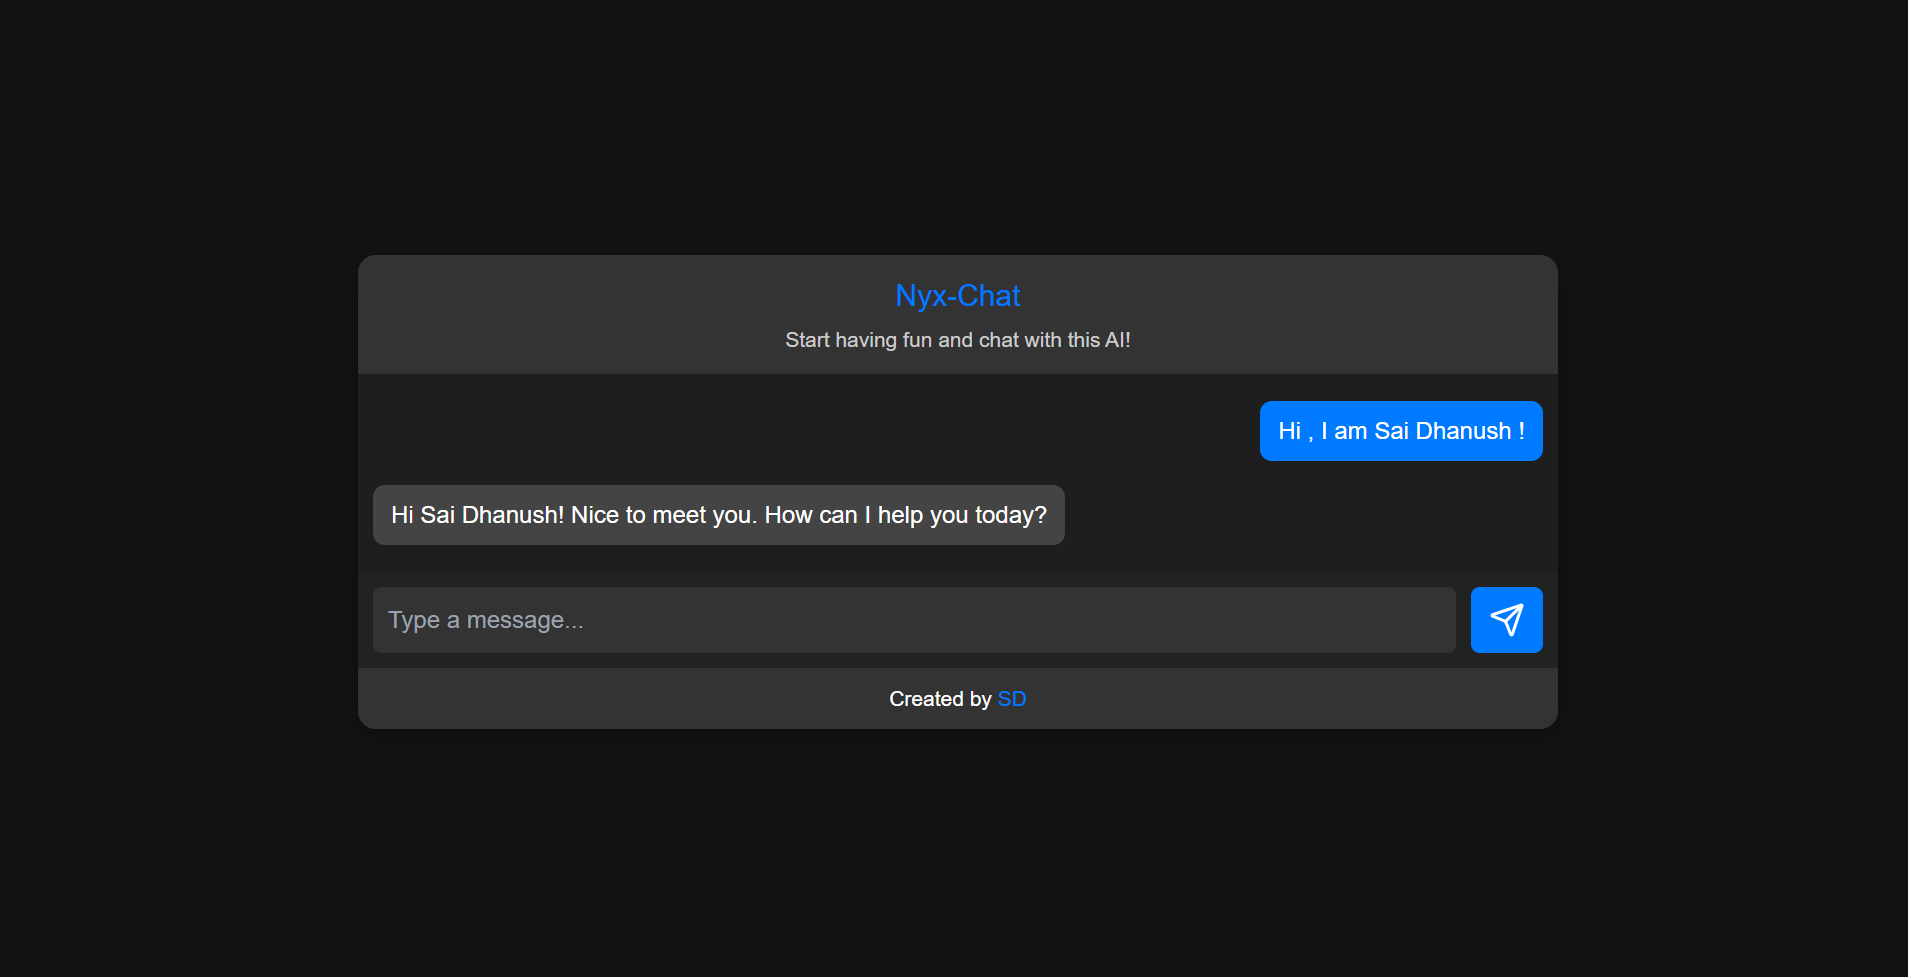 Nyx-Chat
Start having fun and chat with this AI!
Hi , I am Sai Dhanush !
Hi Sai Dhanush! Nice to meet you. How can I help you today?
Type a message...
Created by SD